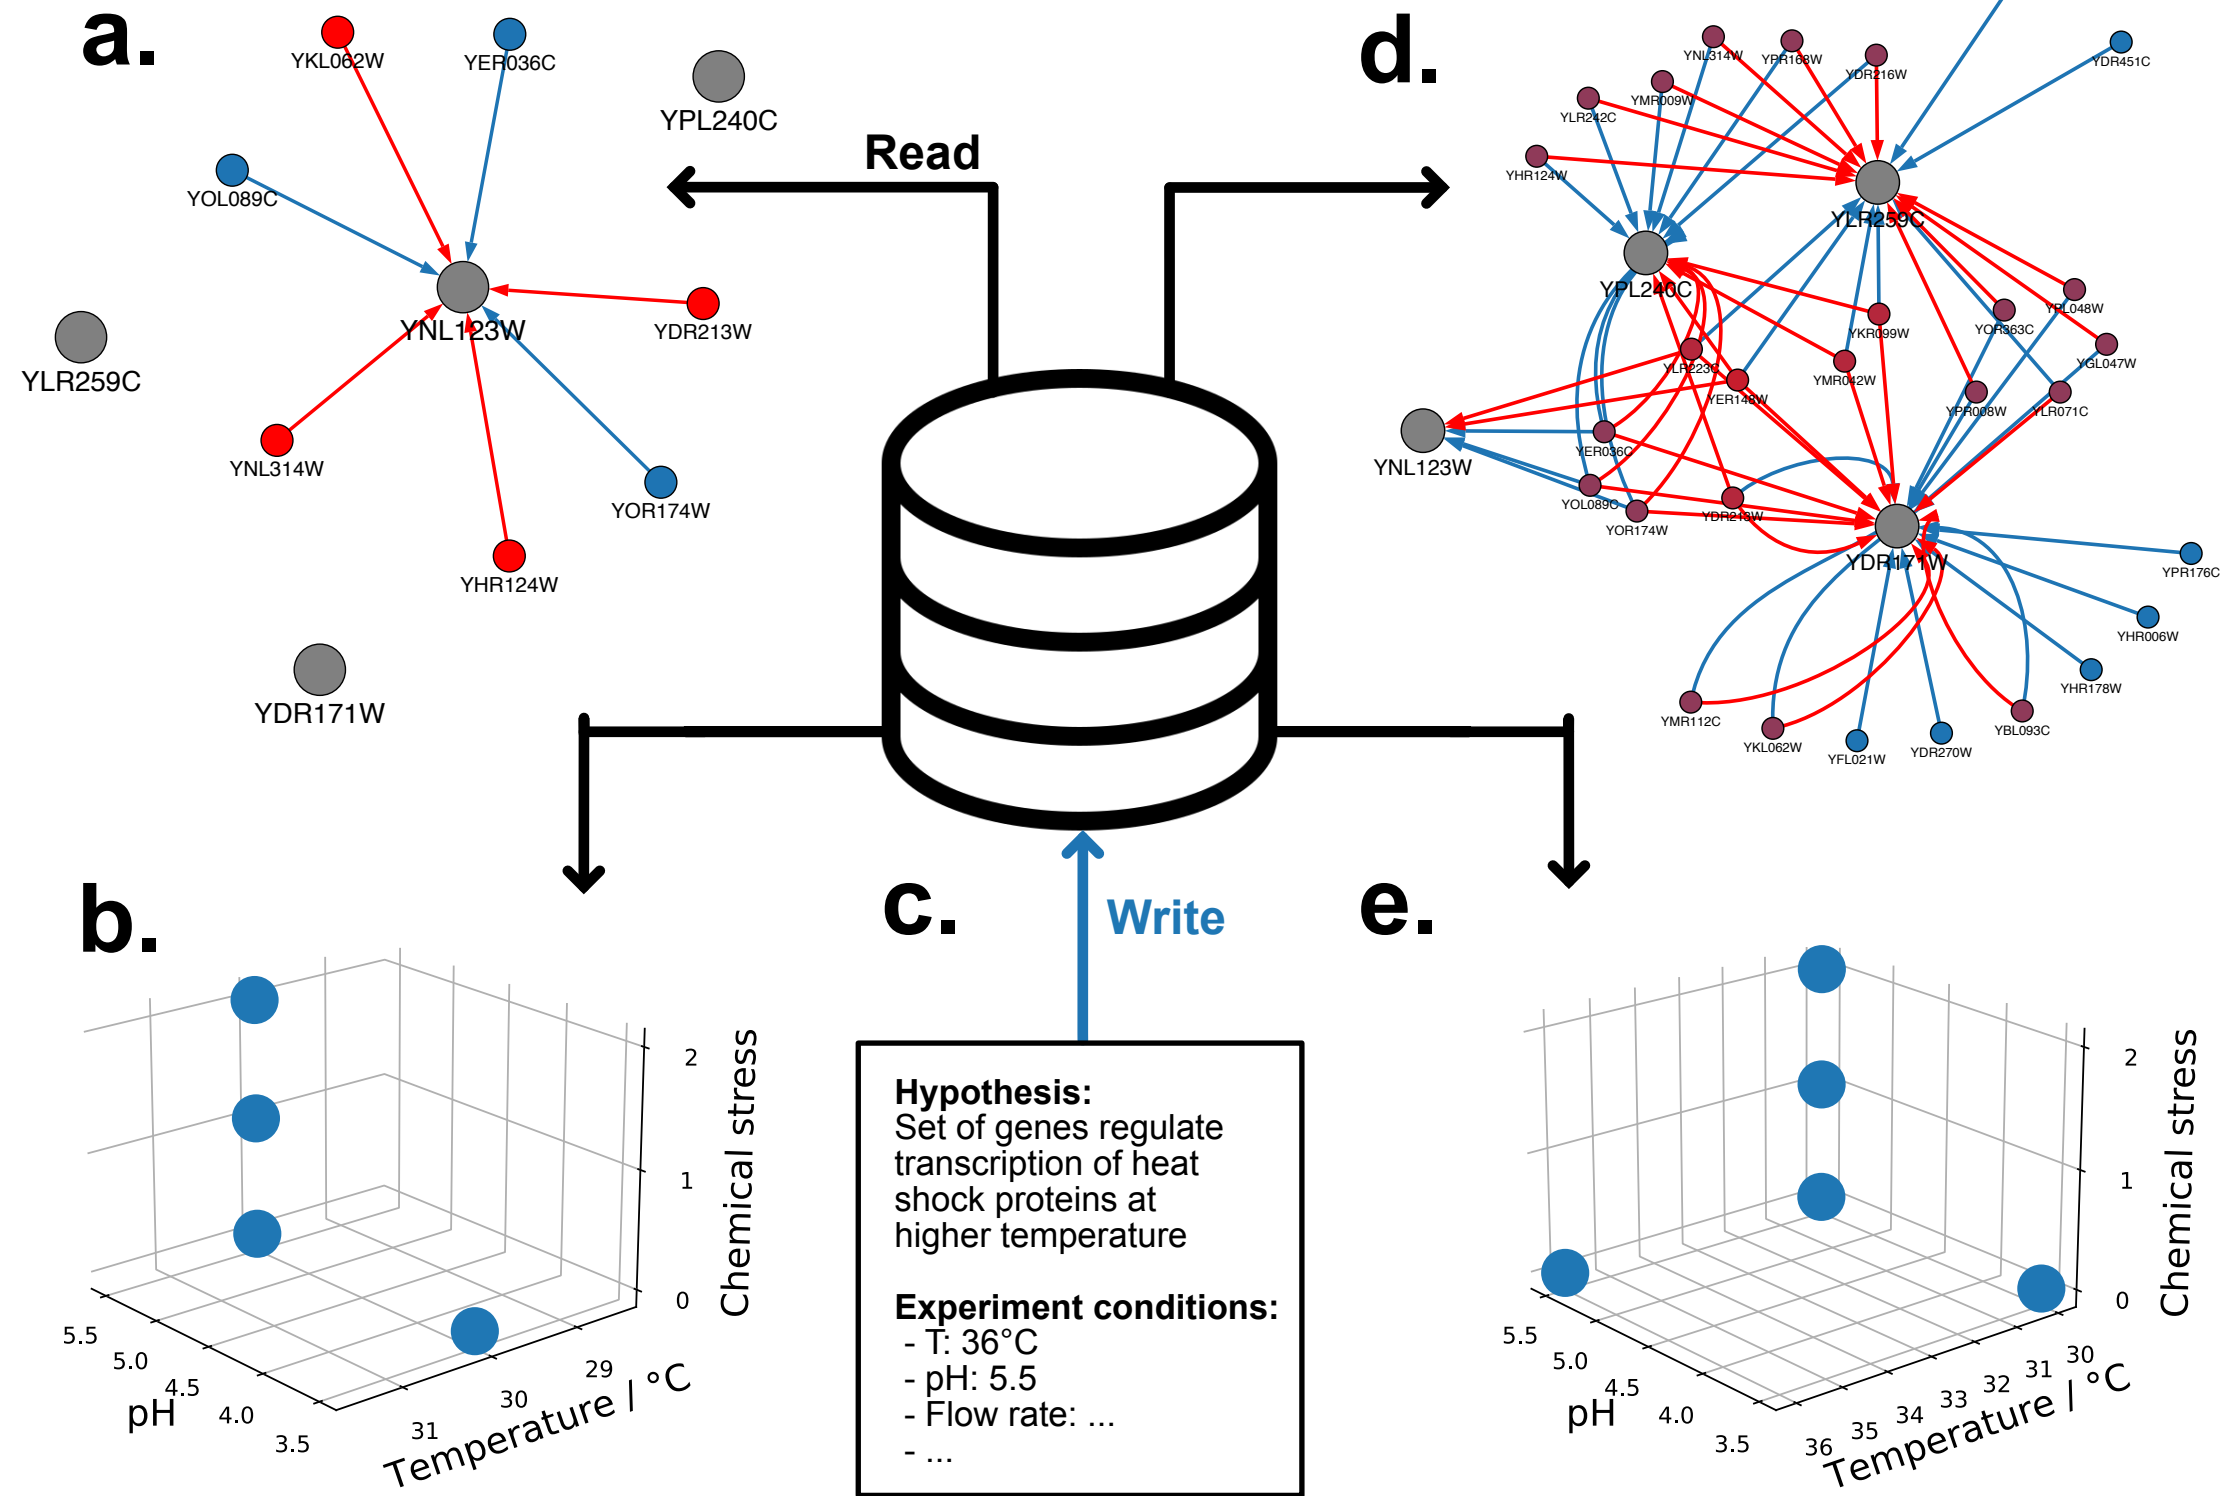 a.
YKL062W
YER036C
YPL240C
YOL089C
YNL123W
YDR213W
YLR259C
YNL314W
YOR174W
YHR124W
YDR171W
Read
d.
YNL314W
YPR168W
YDR216W
YDR451C
YMR009W
YLR242C
YHR124W
YLR259C
YPL240C
YPL048W
YOR363C
YKR099W
YGL047W
YLR223C
YMR042W
YER148W
YPR008W
YLR071C
YNL123W
YER036C
YOL089C
YOR174W
YDR213W
YDR171W
YPR176C
YHR006W
YHR178W
YMR112C
YKL062W
YFL021W
YDR270W
YBL093C
b.
2
1
0
Chemical stress
5.5
5.0
4.5
4.0
3.5
pH
31
30
29
Temperature / °C
c.
Write
Hypothesis:
Set of genes regulate
transcription of heat
shock proteins at
higher temperature
Experiment conditions:
- T: 36°C
- pH: 5.5
- Flow rate: ...
- ...
e.
2
1
0
Chemical stress
5.5
5.0
4.5
4.0
3.5
pH
36
35
34
33
32
31
30
Temperature / °C